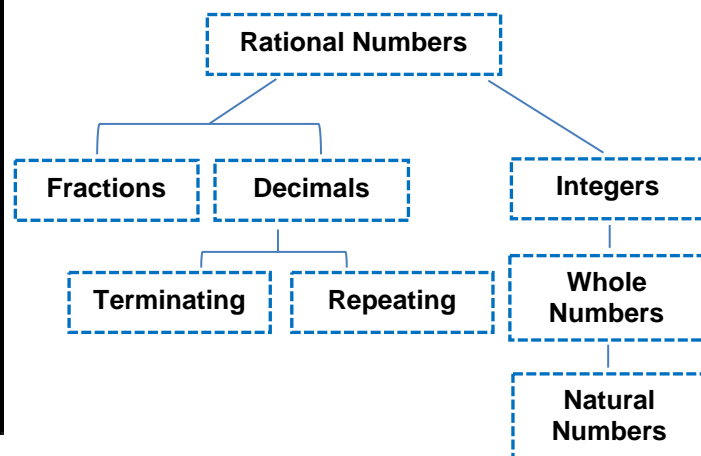 Rational Numbers
Fractions
Decimals
Integers
Terminating
Repeating
Whole
Numbers
Natural
Numbers